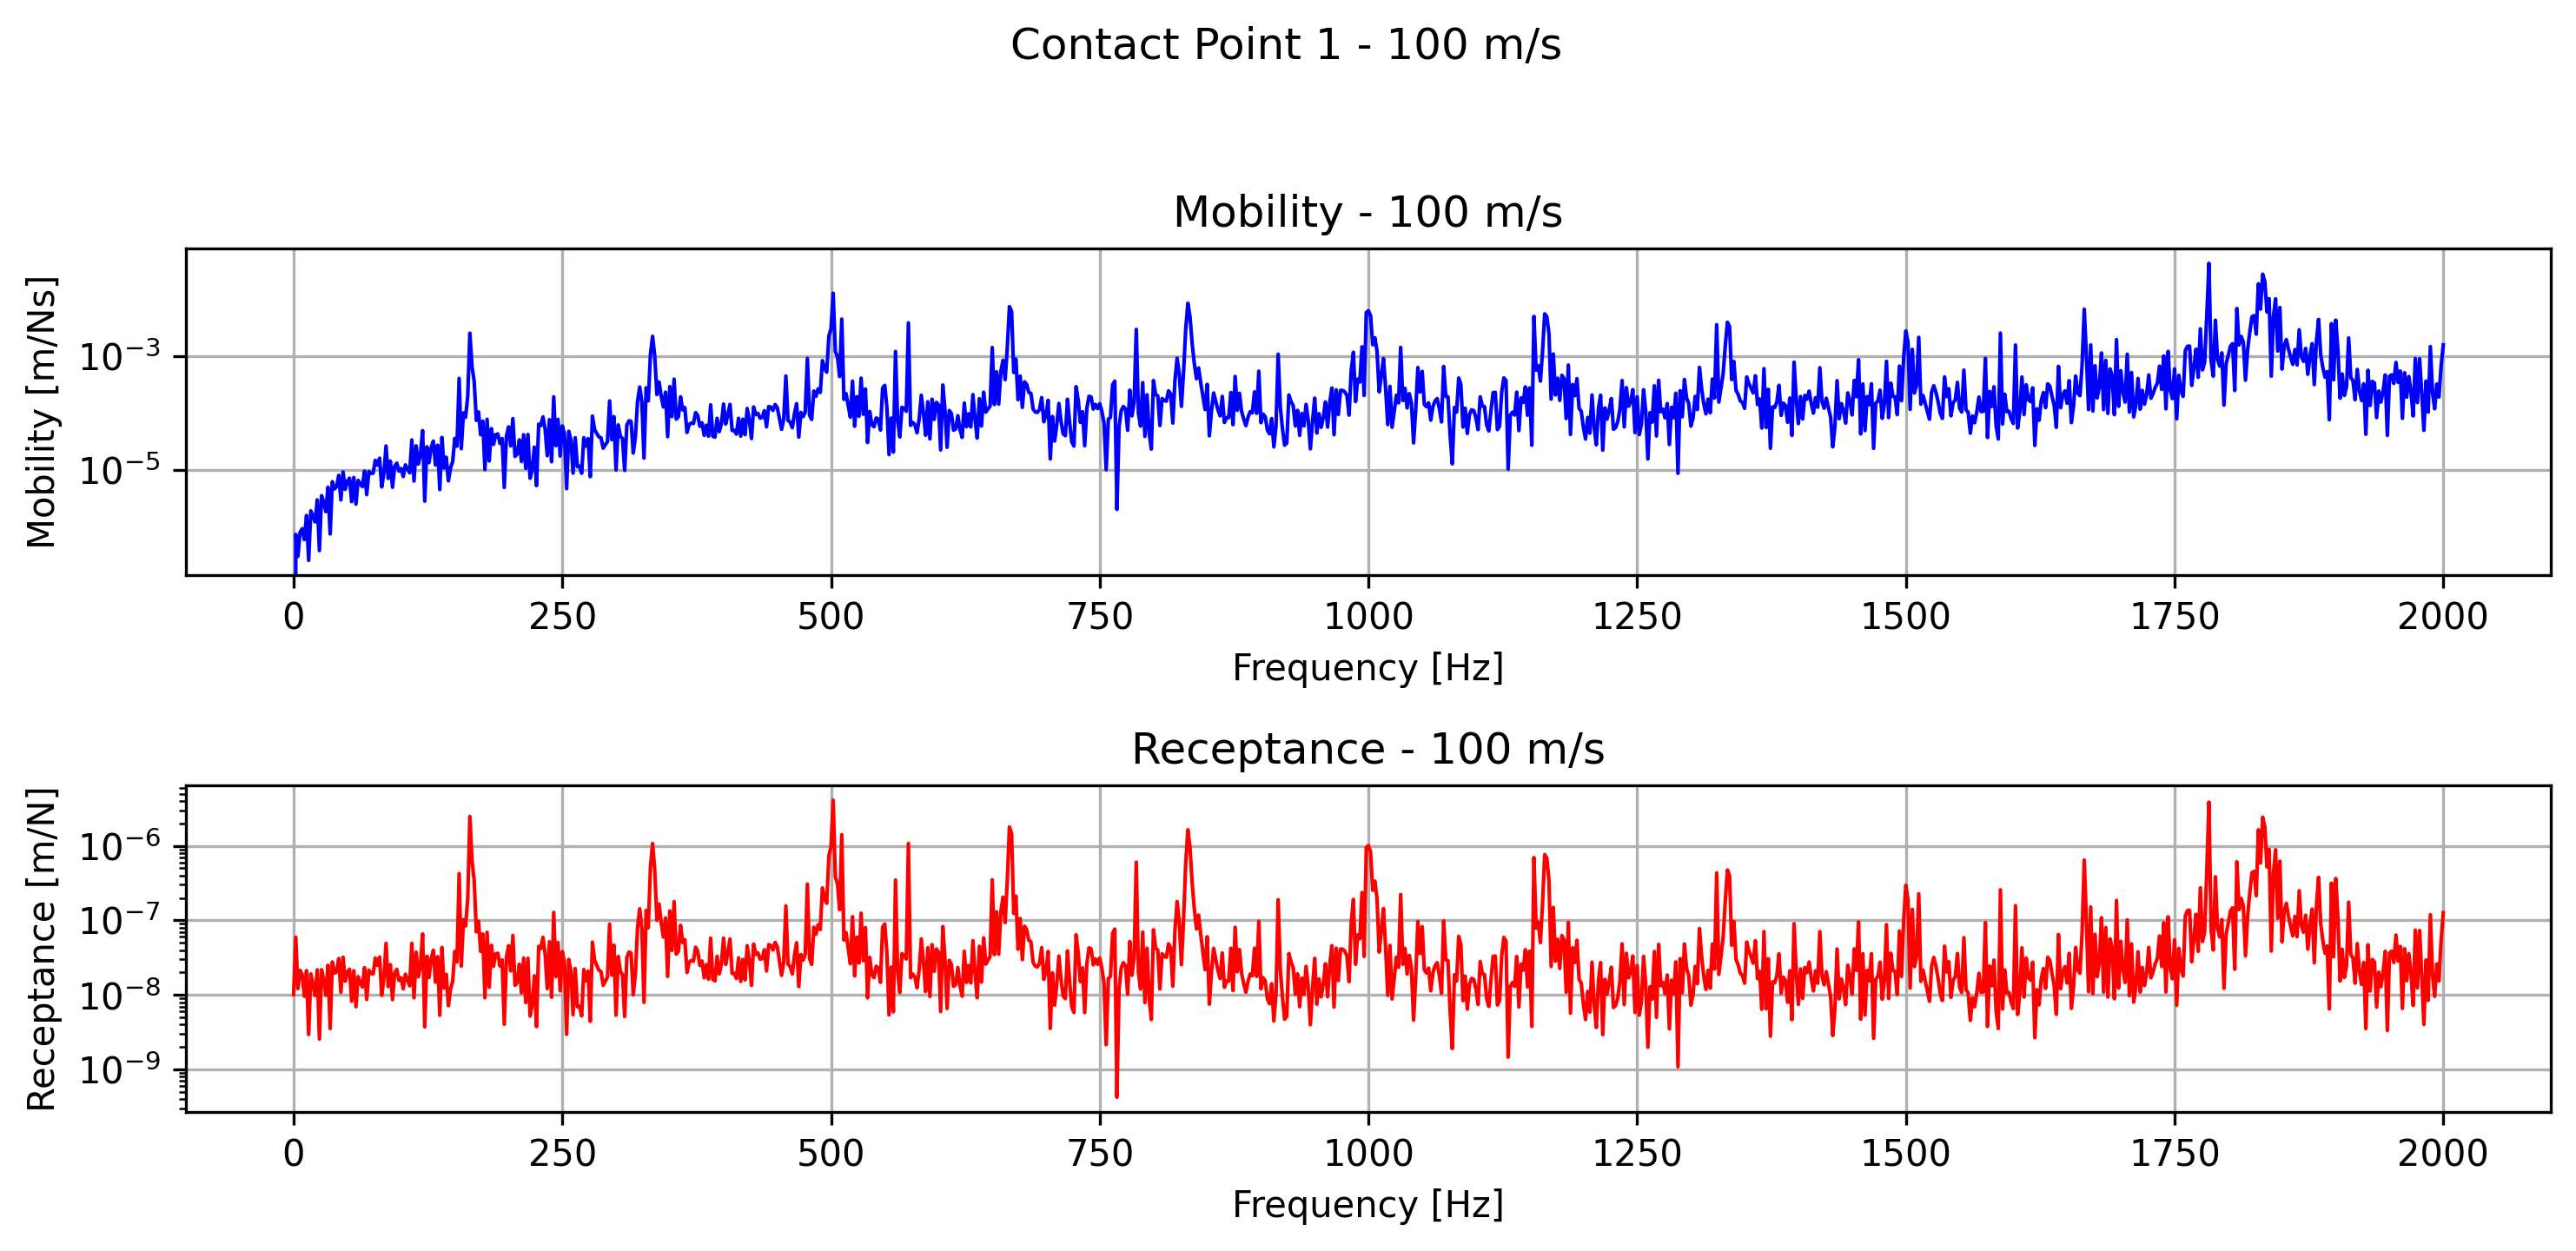 Contact Point 1 - 100 m/s
Mobility - 100 m/s
Mobility [m/Ns]
10⁻³
10⁻⁵
0 250 500 750 1000 1250 1500 1750 2000
Frequency [Hz]
Receptance - 100 m/s
Receptance [m/N]
10⁻⁶
10⁻⁷
10⁻⁸
10⁻⁹
0 250 500 750 1000 1250 1500 1750 2000
Frequency [Hz]